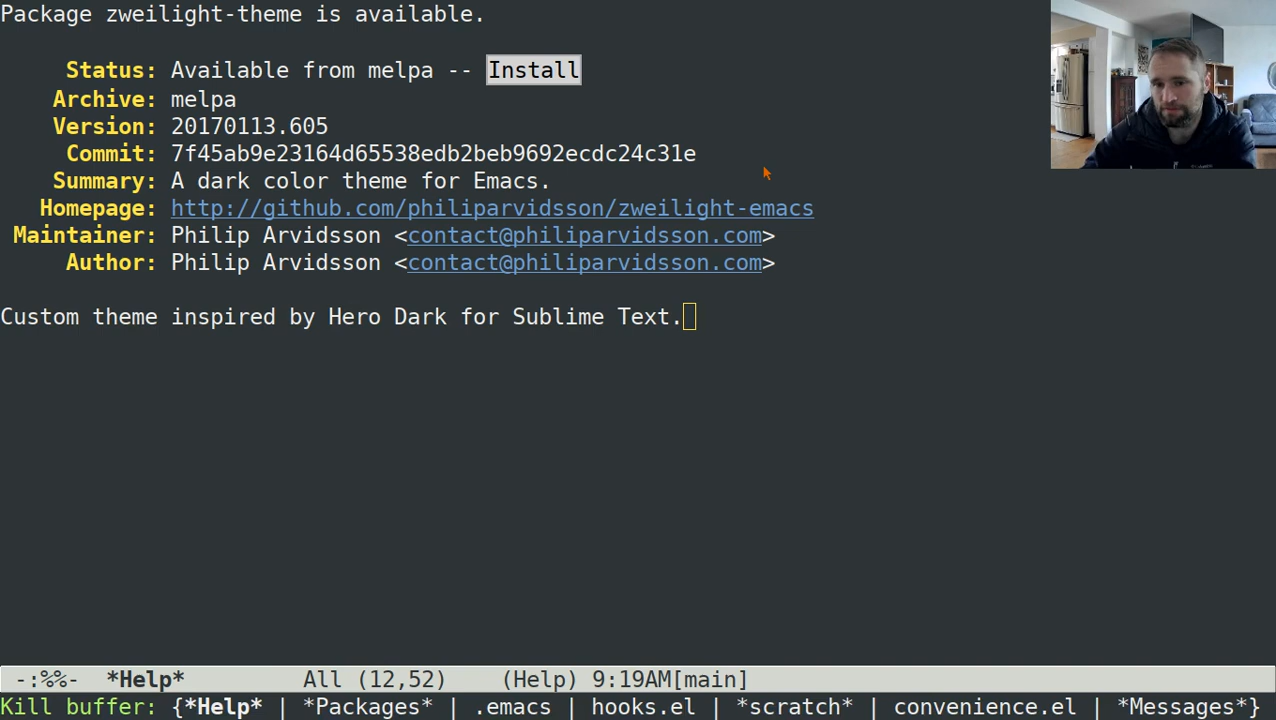 Package zweilight-theme is available.
Status: Available from melpa -- Install
Archive: melpa
Version: 20170113.605
Commit: 7f45ab9e23164d65538edb2beb9692ecdc24c31e
Summary: A dark color theme for Emacs.
Homepage: http://github.com/philiparvidsson/zweilight-emacs
Maintainer: Philip Arvidsson <contact@philiparvidsson.com>
Author: Philip Arvidsson <contact@philiparvidsson.com>
Custom theme inspired by Hero Dark for Sublime Text.
-:%%- *Help* All (12,52) (Help) 9:19AM[main]
Kill buffer: {*Help* | *Packages* | .emacs | hooks.el | *scratch* | convenience.el | *Messages*}